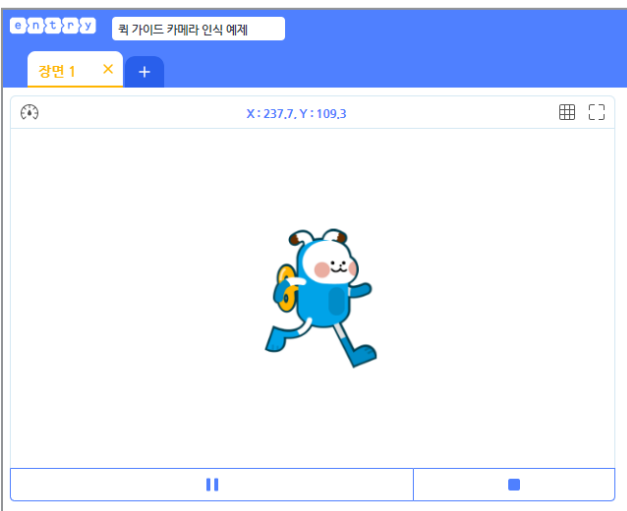 entry 퀵 가이드 카메라 인식 예제
장면 1 × +
X : 237.7, Y : 109.3